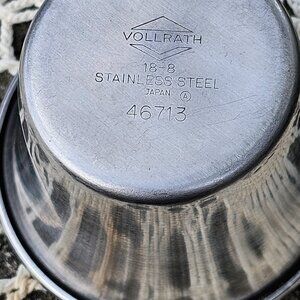 VOLLRATH
18-8
STAINLESS STEEL
JAPAN Ⓐ
46713